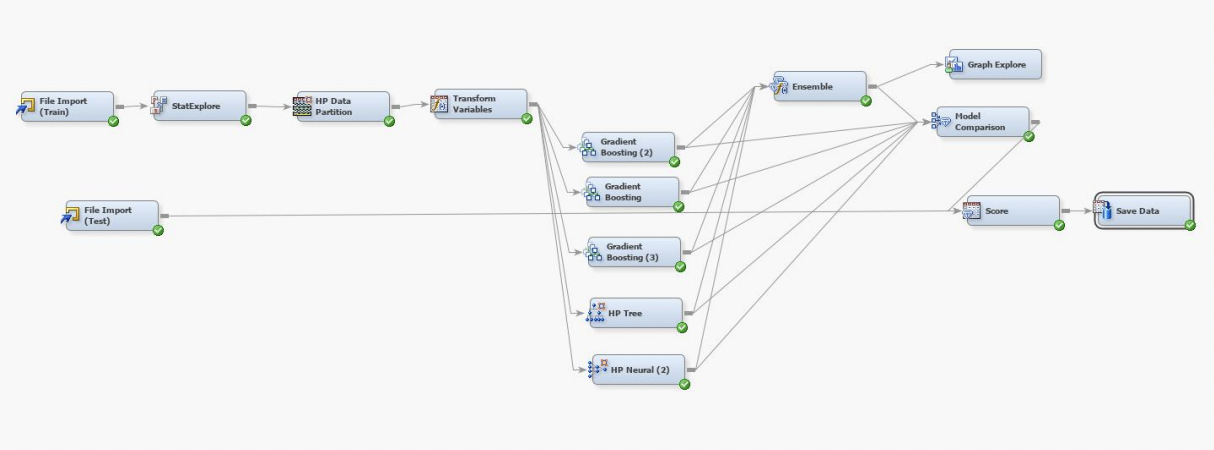 File Import
(Train)
StatExplore
HP Data
Partition
Transform
Variables
Gradient
Boosting (2)
Gradient
Boosting
Gradient
Boosting (3)
HP Tree
HP Neural (2)
Ensemble
Graph Explore
Model
Comparison
File Import
(Test)
Score
Save Data